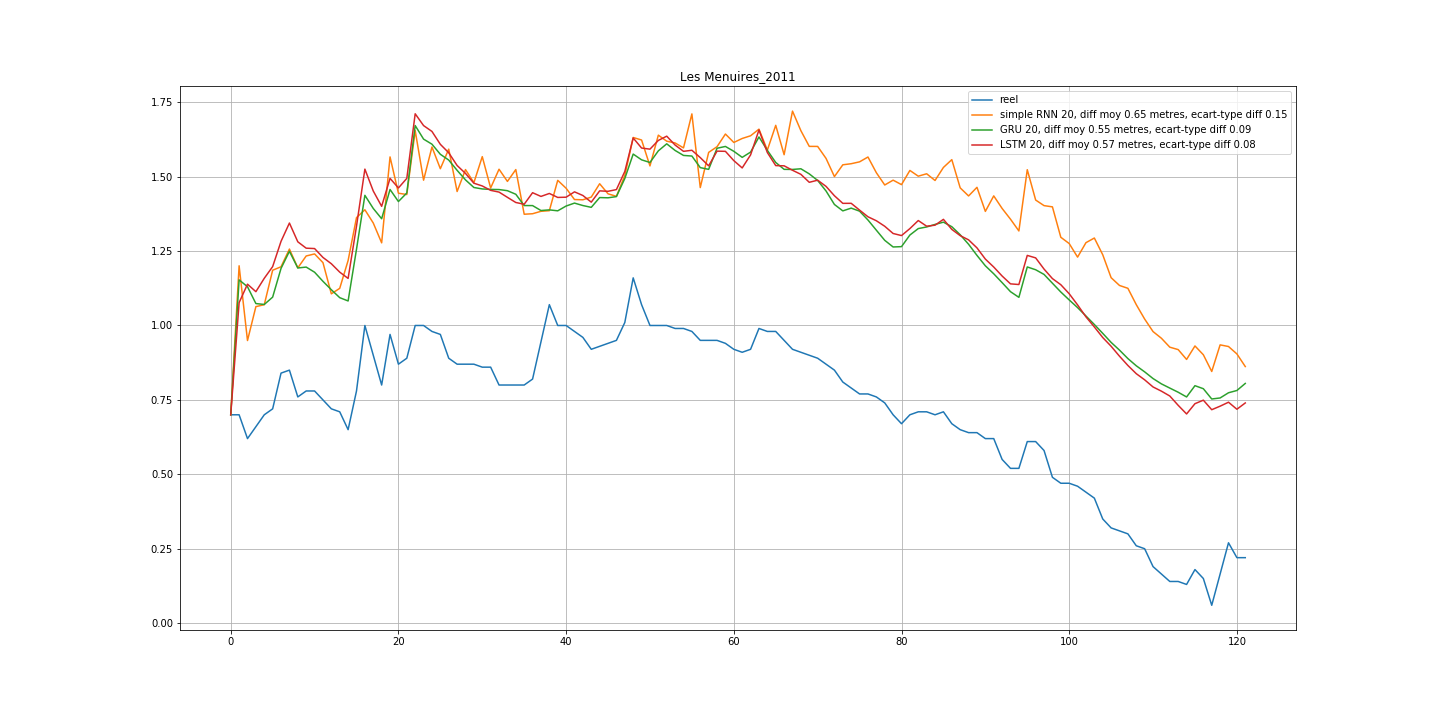 Les Menuires_2011
reel
simple RNN 20, diff moy 0.65 metres, ecart-type diff 0.15
GRU 20, diff moy 0.55 metres, ecart-type diff 0.09
LSTM 20, diff moy 0.57 metres, ecart-type diff 0.08
1.75
1.50
1.25
1.00
0.75
0.50
0.25
0.00
0 20 40 60 80 100 120